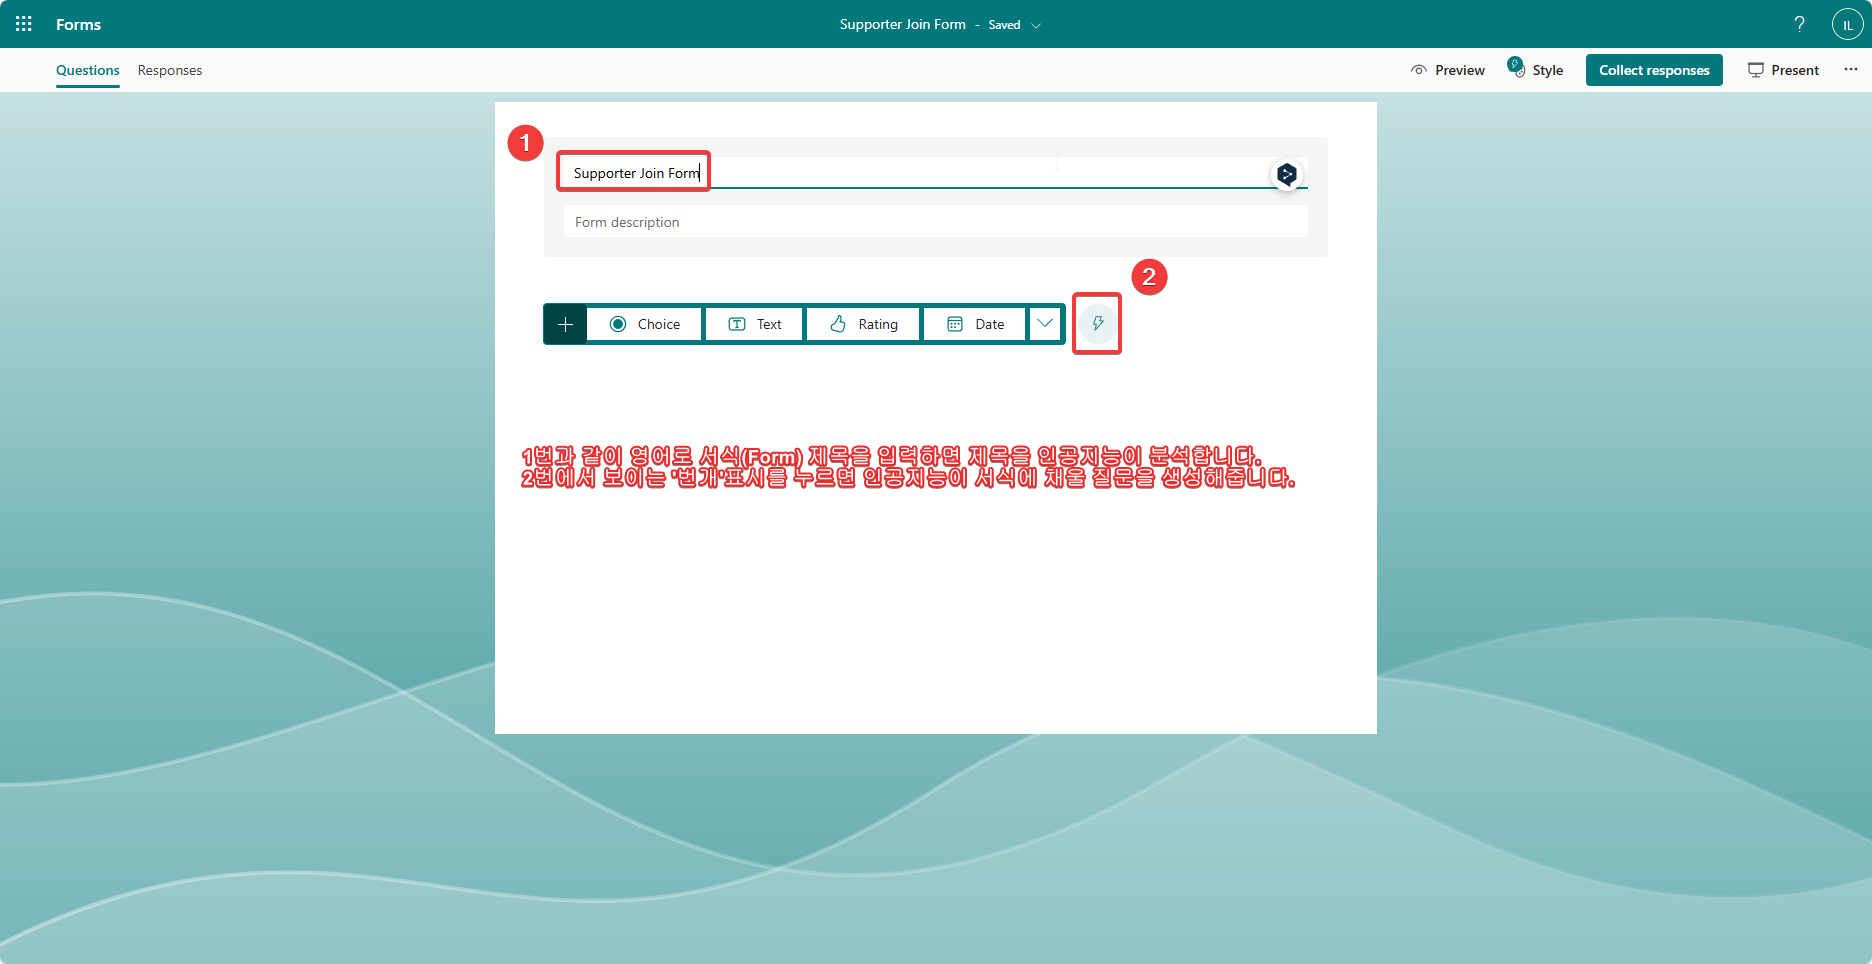 Forms
Supporter Join Form - Saved
?
IL
Questions
Responses
Preview
Style
Collect responses
Present
1
Supporter Join Form
Form description
2
Choice
Text
Rating
Date
1번과 같이 영어로 서식(Form) 제목을 입력하면 제목을 인공지능이 분석합니다.
2번에서 보이는 '번개'표시를 누르면 인공지능이 서식에 채울 질문을 생성해줍니다.